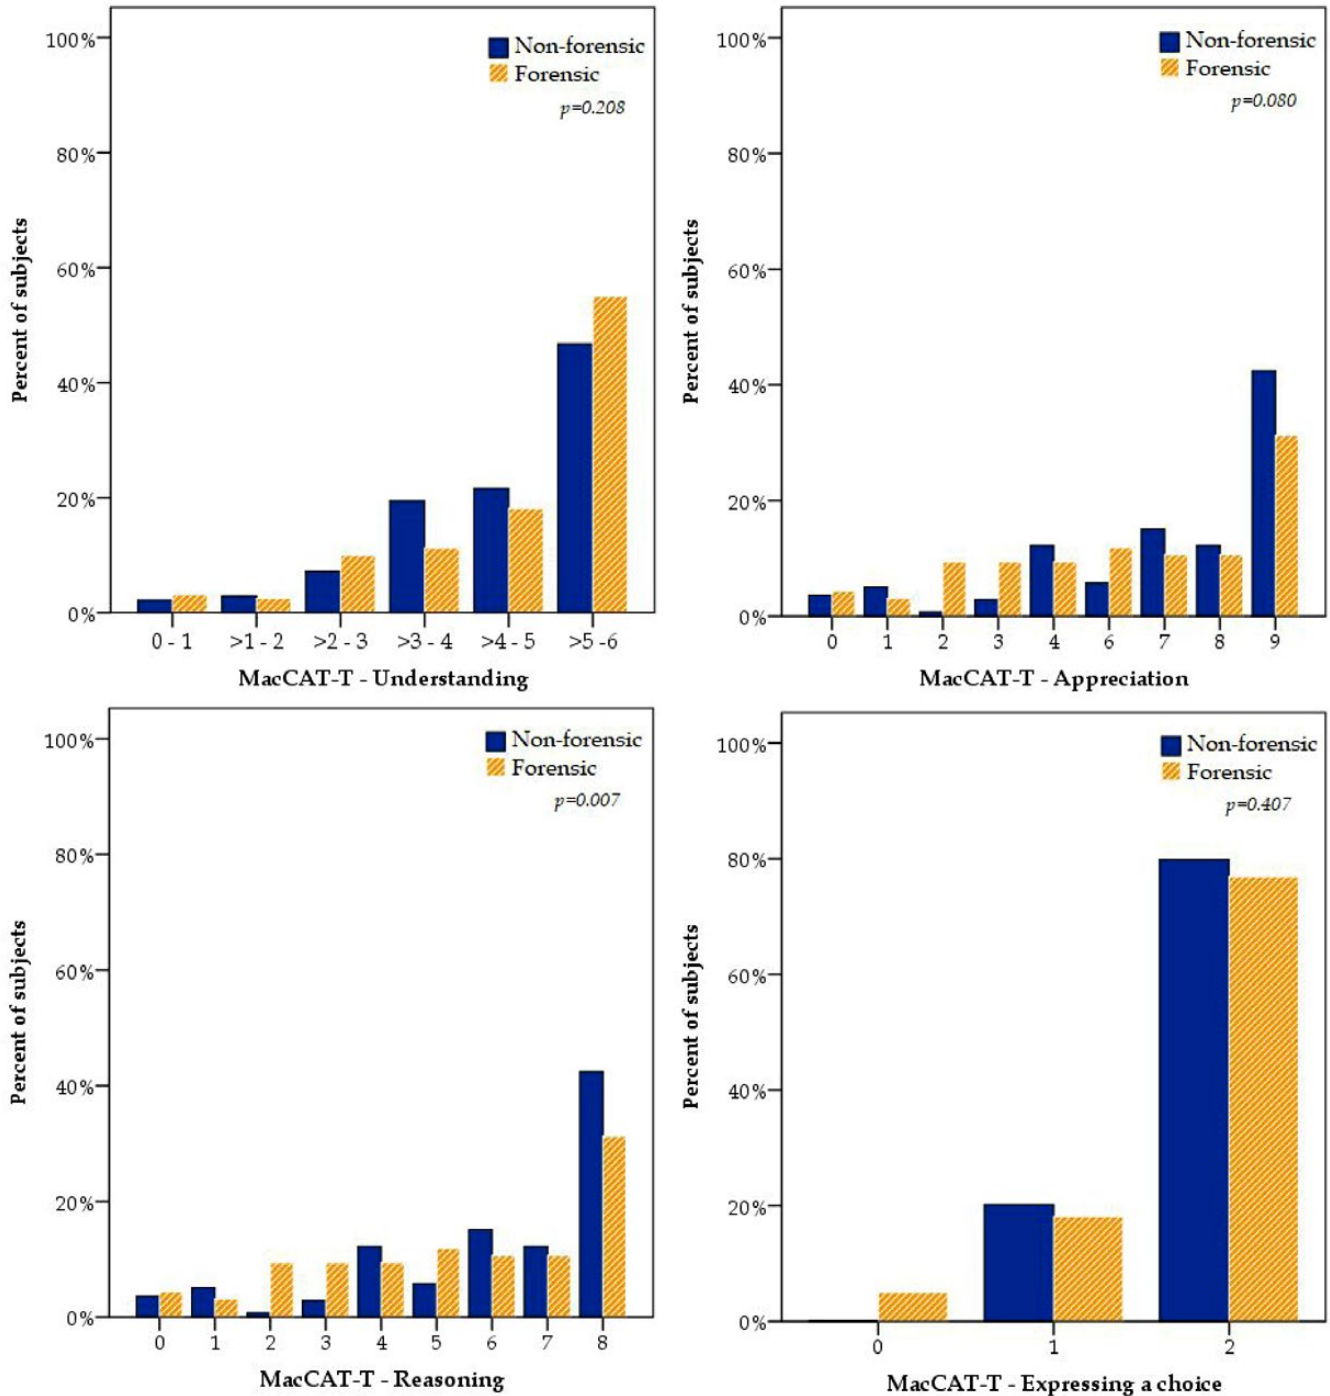 100%
80%
60%
40%
20%
0%
Percent of subjects
Non-forensic
Forensic
p=0.208
0 - 1 >1 - 2 >2 - 3 >3 - 4 >4 - 5 >5 -6
MacCAT-T - Understanding
100%
80%
60%
40%
20%
0%
Percent of subjects
Non-forensic
Forensic
p=0.080
0 1 2 3 4 6 7 8 9
MacCAT-T - Appreciation
100%
80%
60%
40%
20%
0%
Percent of subjects
Non-forensic
Forensic
p=0.007
0 1 2 3 4 5 6 7 8
MacCAT-T - Reasoning
100%
80%
60%
40%
20%
0%
Percent of subjects
Non-forensic
Forensic
p=0.407
0 1 2
MacCAT-T - Expressing a choice